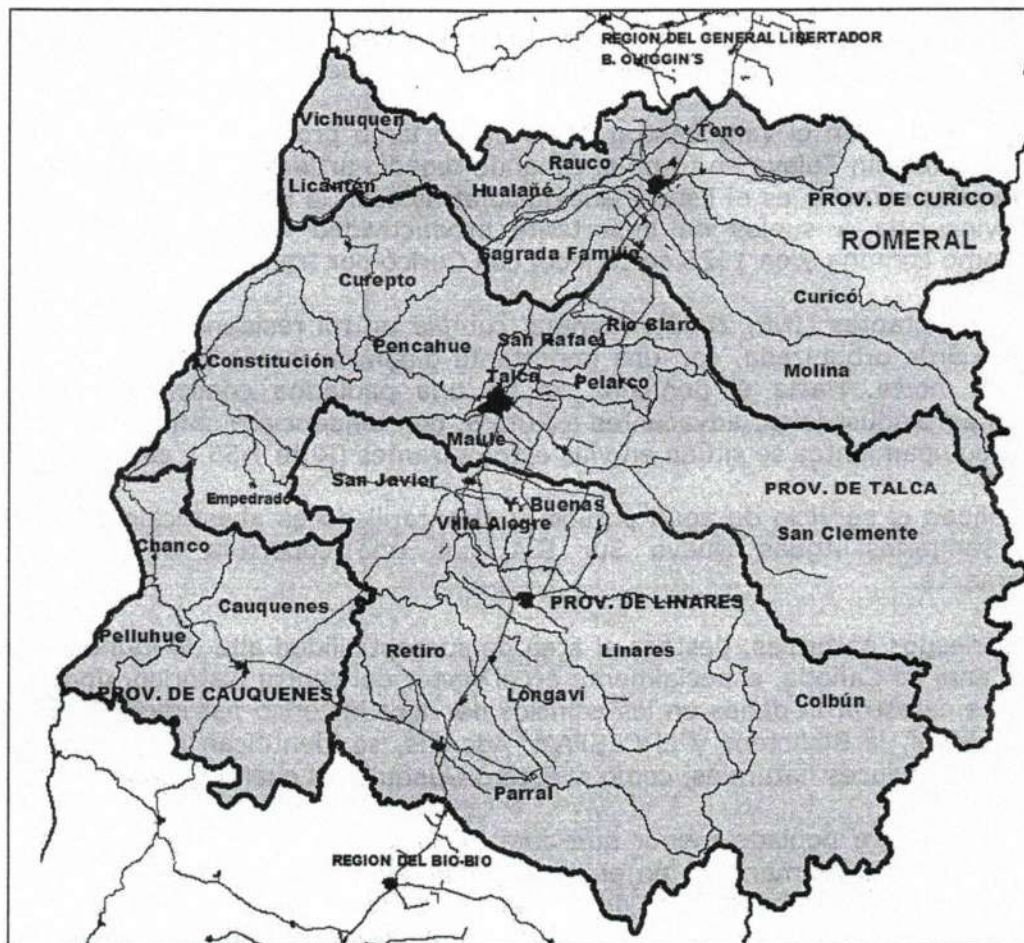 REGION DEL GENERAL LIBERTADOR
B. OHIGGIN'S
Vichuquen
Teno
Rauco
Licantén
Hualañé
PROV. DE CURICO
ROMERAL
Sagrada Familia
Curepto
Curicó
Rio Claro
San Rafael
Pencahue
Constitución
Molina
Talca
Pelarco
Maule
San Javier
PROV. DE TALCA
Empedrado
Y. Buenas
Villa Alegre
San Clemente
Chanco
Cauquenes
PROV. DE LINARES
Pelluhue
Retiro
Linares
PROV. DE CAUQUENES
Longaví
Colbún
Parral
REGION DEL BIO-BIO